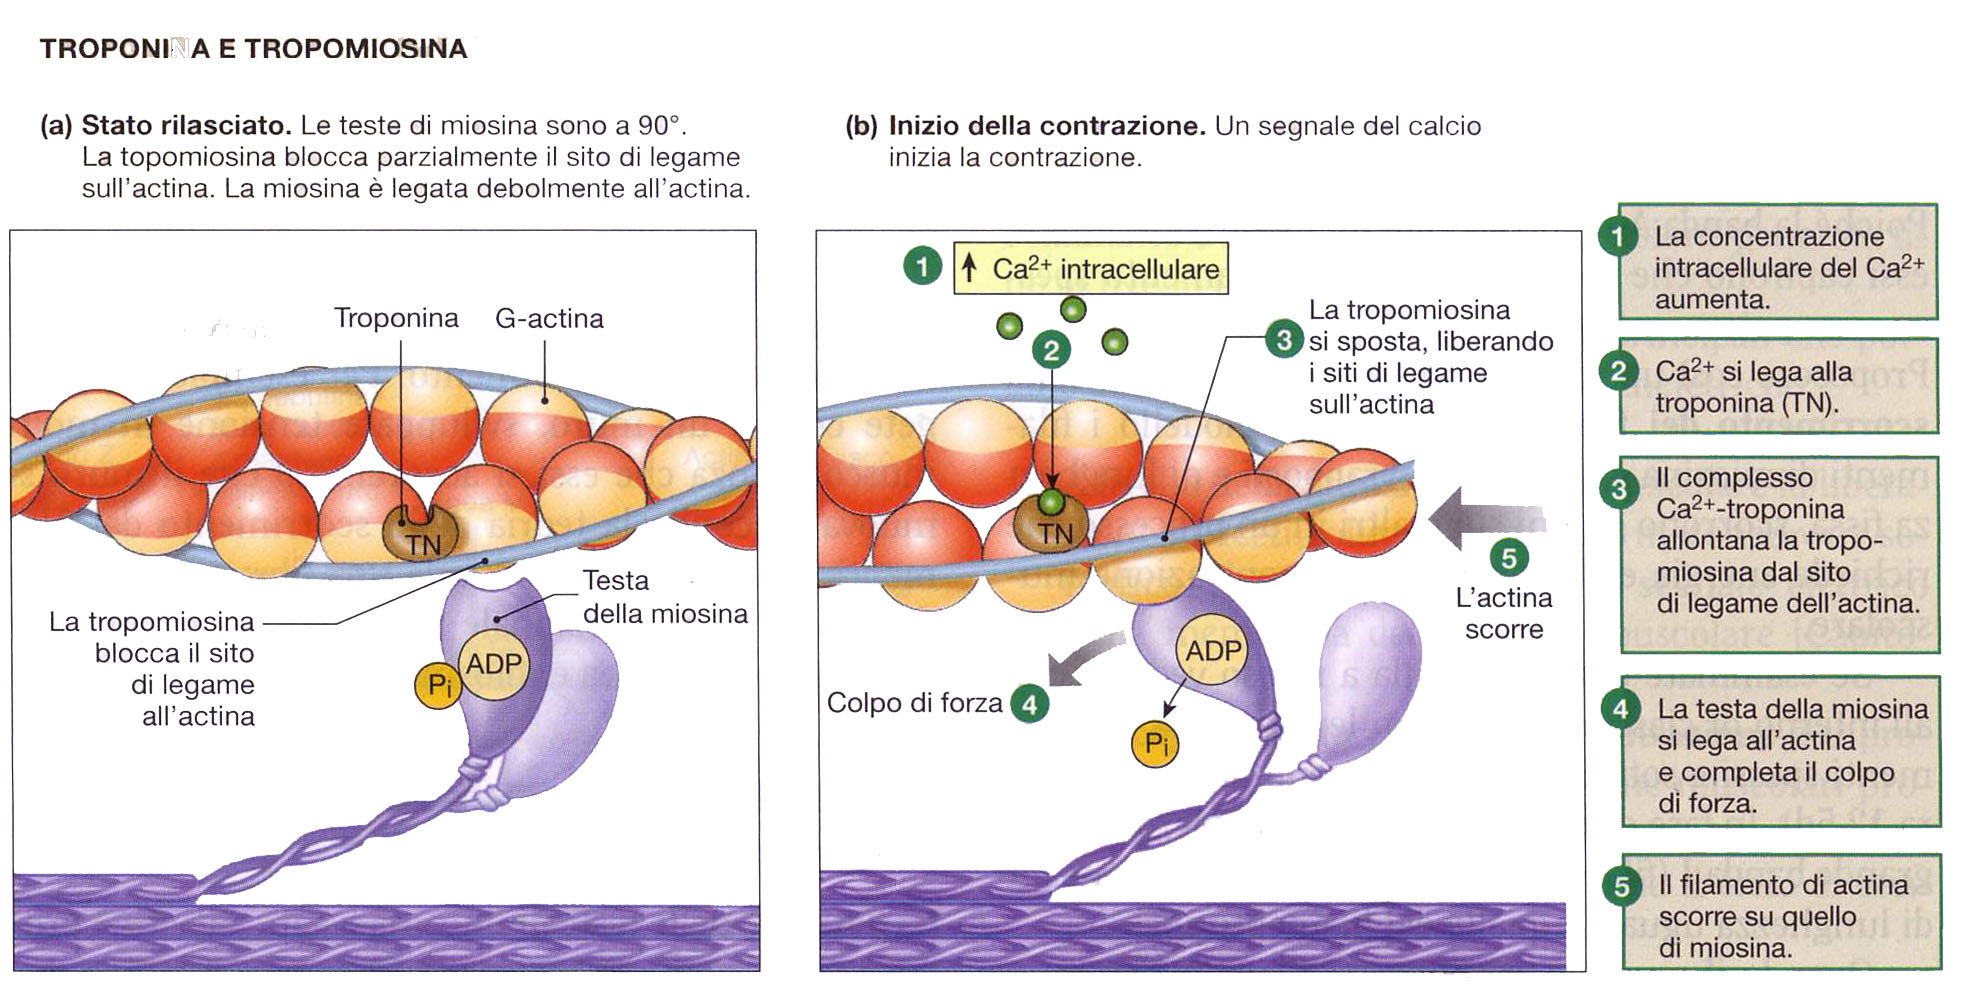 TROPONINA E TROPOMIOSINA
(a) Stato rilasciato. Le teste di miosina sono a 90°.
La topomiosina blocca parzialmente il sito di legame
sull'actina. La miosina è legata debolmente all'actina.
(b) Inizio della contrazione. Un segnale del calcio
inizia la contrazione.
Troponina
G-actina
TN
Testa
della miosina
La tropomiosina
blocca il sito
di legame
all'actina
ADP
Pi
1
↑ Ca²⁺ intracellulare
2
3
La tropomiosina
si sposta, liberando
i siti di legame
sull'actina
TN
5
L'actina
scorre
ADP
Colpo di forza 4
Pi
1 La concentrazione
intracellulare del Ca²⁺
aumenta.
2 Ca²⁺ si lega alla
troponina (TN).
3 Il complesso
Ca²⁺-troponina
allontana la tropo-
miosina dal sito
di legame dell'actina.
4 La testa della miosina
si lega all'actina
e completa il colpo
di forza.
5 Il filamento di actina
scorre su quello
di miosina.